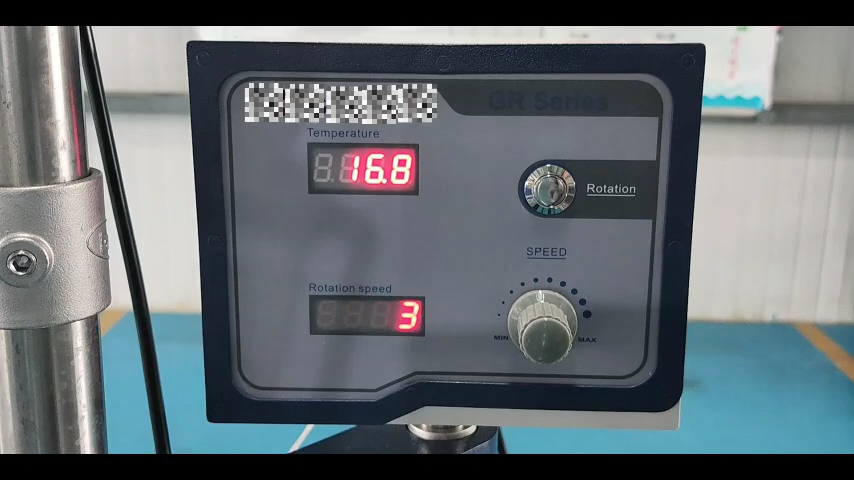 GR Series
Temperature
16.8
Rotation
SPEED
Rotation speed
3
MIN
MAX